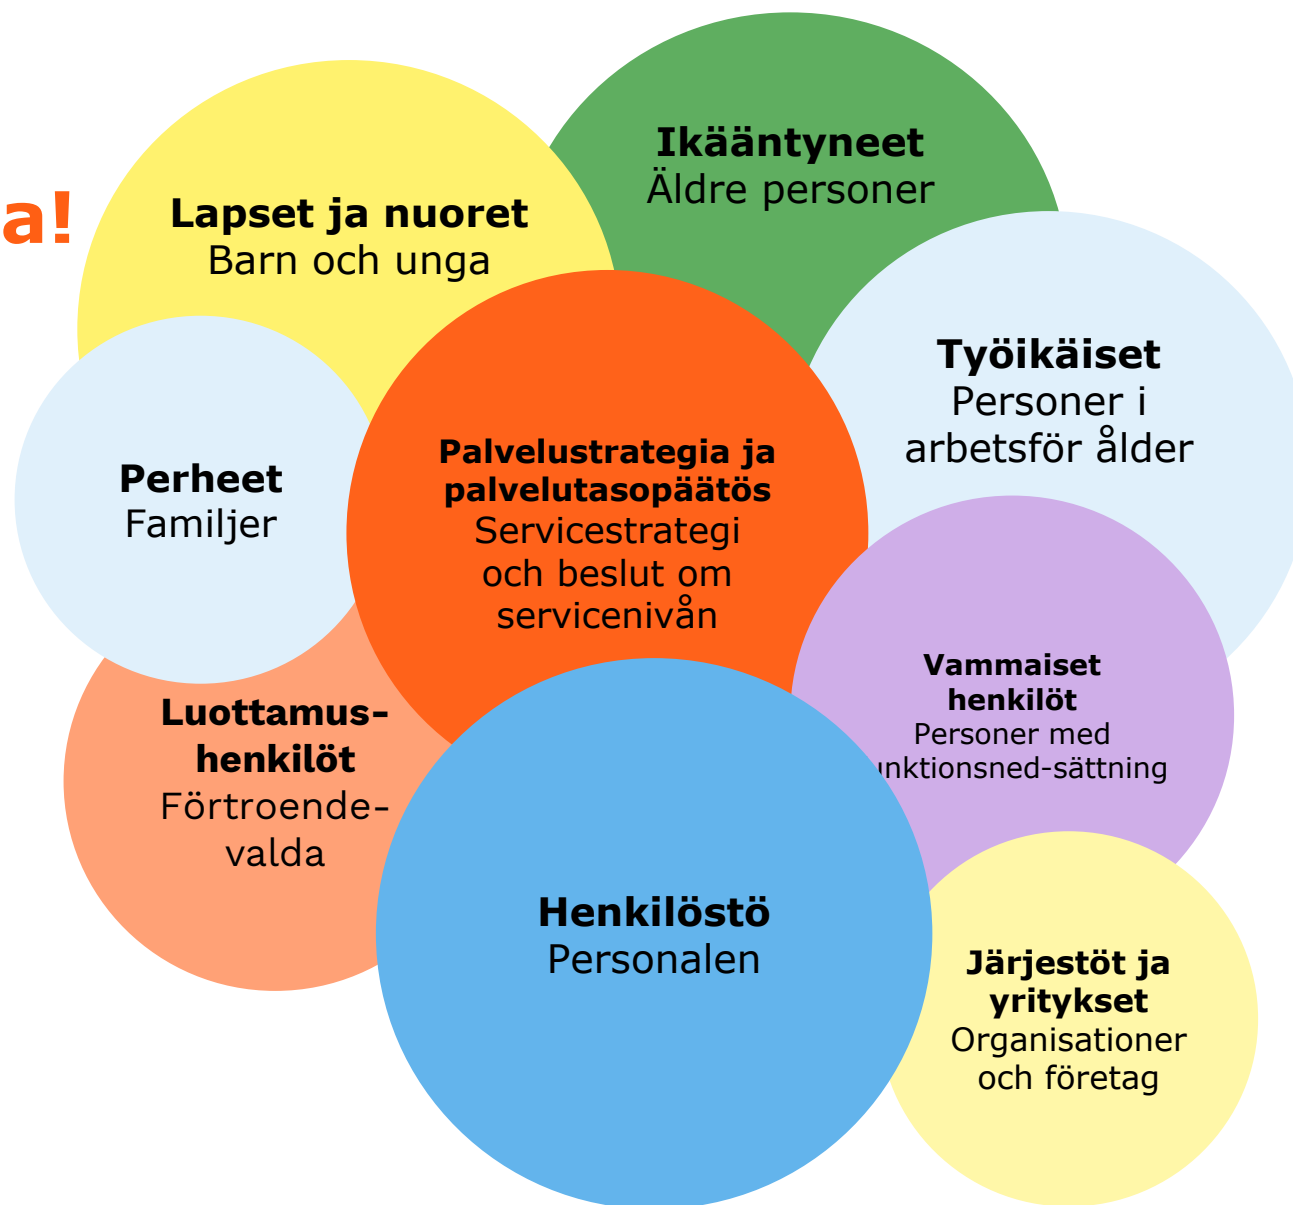 a!
Lapset ja nuoret
Barn och unga
Ikääntyneet
Äldre personer
Työikäiset
Personer i
arbetsför ålder
Perheet
Familjer
Palvelustrategia ja
palvelutasopäätös
Servicestrategi
och beslut om
servicenivån
Vammaiset
henkilöt
Personer med
unktionsned-sättning
Luottamus-
henkilöt
Förtroende-
valda
Henkilöstö
Personalen
Järjestöt ja
yritykset
Organisationer
och företag